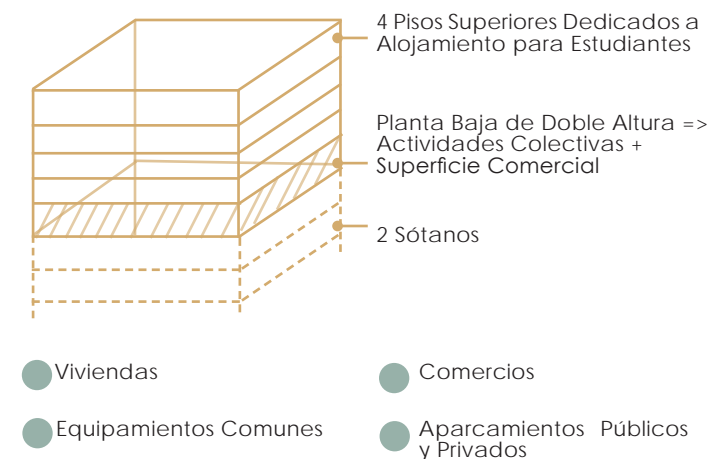 4 Pisos Superiores Dedicados a
Alojamiento para Estudiantes
Planta Baja de Doble Altura =>
Actividades Colectivas +
Superficie Comercial
2 Sótanos
Viviendas
Comercios
Equipamientos Comunes
Aparcamientos Públicos
y Privados